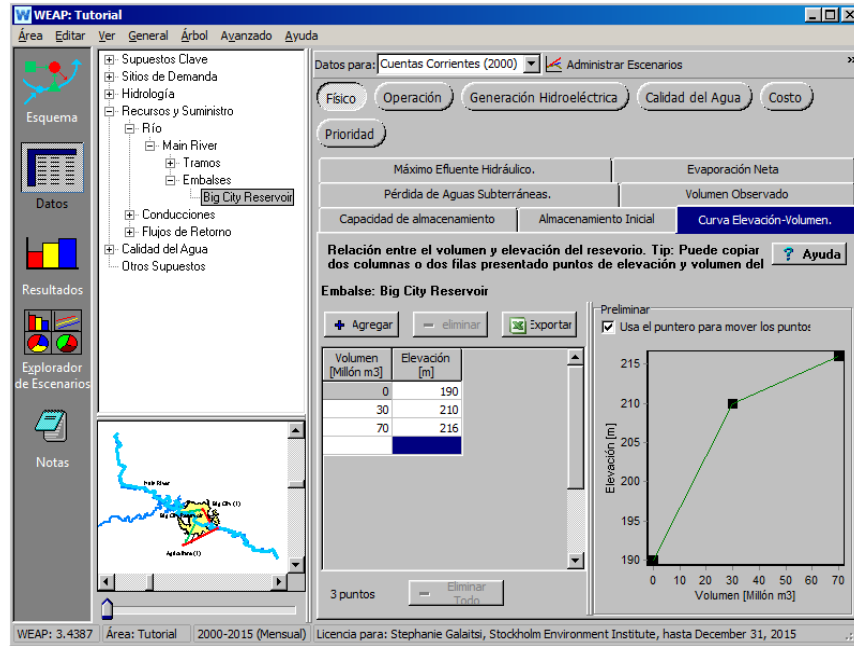 WEAP: Tutorial
Área Editar Ver General Árbol Avanzado Ayuda
Esquema
Datos
Resultados
Explorador
de Escenarios
Notas
Supuestos Clave
Sitios de Demanda
Hidrología
Recursos y Suministro
Río
Main River
Tramos
Embalses
Big City Reservoir
Conducciones
Flujos de Retorno
Calidad del Agua
Otros Supuestos
Main River
Big City (1)
Agriculture (1)
Datos para: Cuentas Corrientes (2000) Administrar Escenarios »
Físico Operación Generación Hidroeléctrica Calidad del Agua Costo
Prioridad
Máximo Efluente Hidráulico. Evaporación Neta
Pérdida de Aguas Subterráneas. Volumen Observado
Capacidad de almacenamiento Almacenamiento Inicial Curva Elevación-Volumen.
Relación entre el volumen y elevación del resevorio. Tip: Puede copiar
dos columnas o dos filas presentado puntos de elevación y volumen del
? Ayuda
Embalse: Big City Reservoir
+ Agregar - eliminar Exportar
Volumen Elevación
[Millón m3] [m]
0 190
30 210
70 216
3 puntos
- Eliminar
Todo
Preliminar
Usa el puntero para mover los puntos
215
210
205
200
195
190
Elevación [m]
0 10 20 30 40 50 60 70
Volumen [Millón m3]
WEAP: 3.4387 Área: Tutorial 2000-2015 (Mensual) Licencia para: Stephanie Galaitsi, Stockholm Environment Institute, hasta December 31, 2015